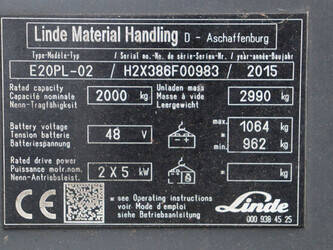 Linde Material Handling D - Aschaffenburg
Type-Modèle-Typ / Serial no.-No. de série-Serien-Nr. / year-année-Baujahr
E20PL-02 / H2X386F00983 / 2015
Rated capacity
Capacité nominale
Nenn-Tragfähigkeit
2000 kg
Unladen mass
Masse à vide
Leergewicht
2990 kg
Battery voltage
Tension batterie
Batteriespannung
48 V
max = 1064 kg
min = 962 kg
Rated drive power
Puissance motr.nom.
Nenn-Antriebsleist.
2 X 5 kW
CE
see Operating instructions
voir Mode d'emploi
siehe Betriebsanleitung
Linde
000 938 45 25